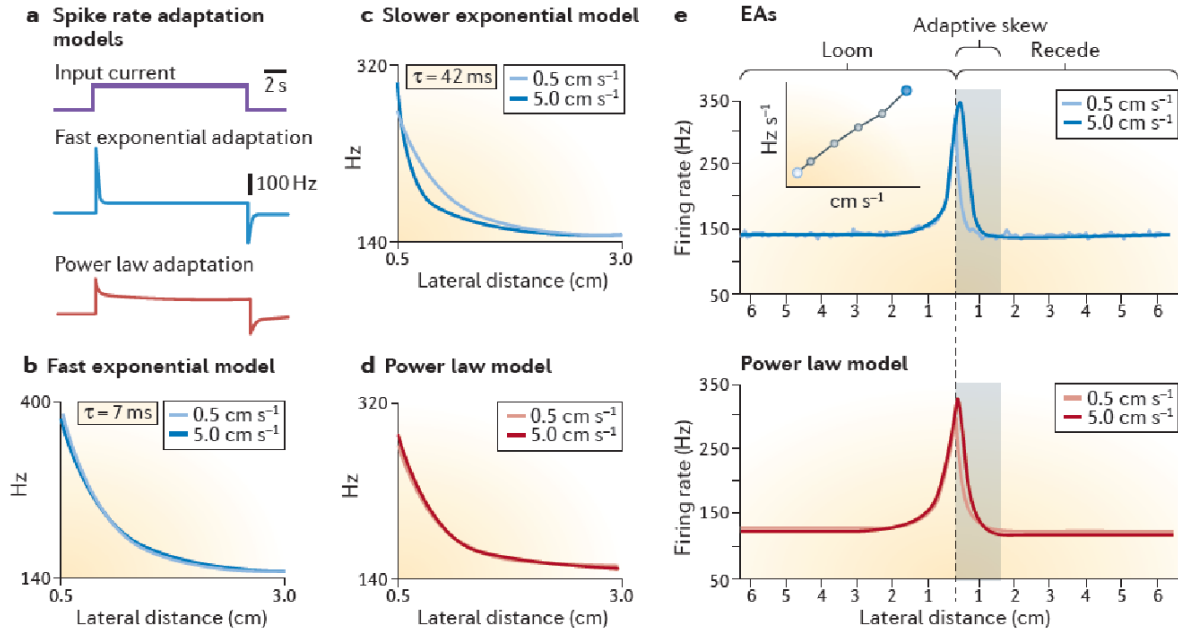 a Spike rate adaptation
models
Input current
2 s
Fast exponential adaptation
100 Hz
Power law adaptation
b Fast exponential model
400
τ = 7 ms
0.5 cm s⁻¹
5.0 cm s⁻¹
Hz
140
0.5
3.0
Lateral distance (cm)
c Slower exponential model
320
τ = 42 ms
0.5 cm s⁻¹
5.0 cm s⁻¹
Hz
140
0.5
3.0
Lateral distance (cm)
d Power law model
320
0.5 cm s⁻¹
5.0 cm s⁻¹
Hz
140
0.5
3.0
Lateral distance (cm)
e EAs
Adaptive skew
Loom
Recede
350
250
150
50
Firing rate (Hz)
Hz s⁻¹
cm s⁻¹
0.5 cm s⁻¹
5.0 cm s⁻¹
6 5 4 3 2 1 1 2 3 4 5 6
Power law model
350
250
150
50
Firing rate (Hz)
0.5 cm s⁻¹
5.0 cm s⁻¹
6 5 4 3 2 1 1 2 3 4 5 6
Lateral distance (cm)